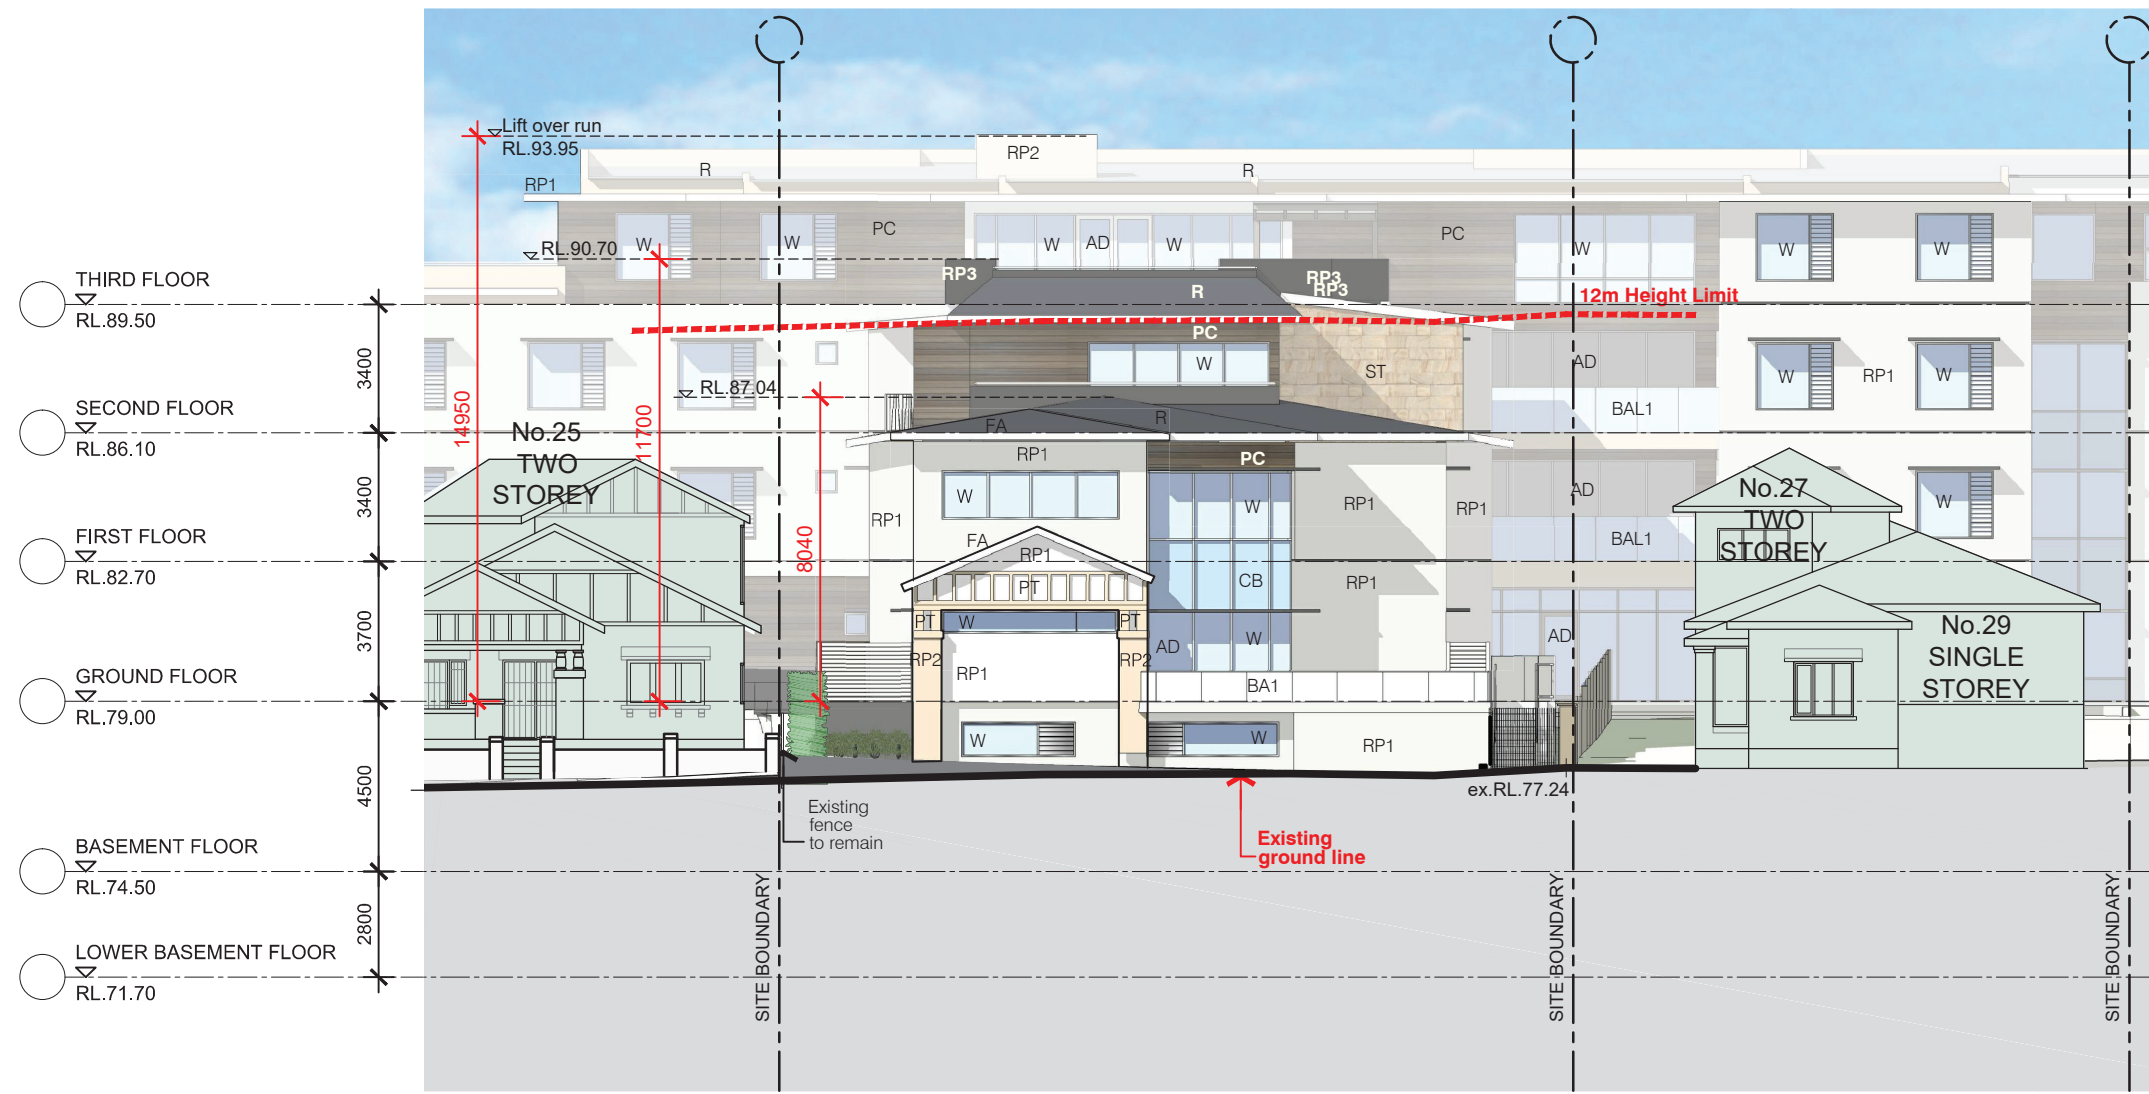 Lift over run
RL.93.95
RP2
R
R
RP1
PC
W
W
W
AD
W
PC
W
W
W
RL.90.70
RP3
RP3
RP3
R
12m Height Limit
THIRD FLOOR
RL.89.50
PC
W
ST
AD
W
RP1
W
3400
RL.87.04
BAL1
SECOND FLOOR
RL.86.10
14950
11700
No.25
TWO
STOREY
FA
R
RP1
PC
W
W
RP1
RP1
RP1
AD
W
No.27
TWO
STOREY
3400
BAL1
FIRST FLOOR
RL.82.70
8040
FA
RP1
PT
CB
RP1
3700
PT
W
PT
AD
W
AD
No.29
SINGLE
STOREY
RP2
RP1
RP2
BA1
GROUND FLOOR
RL.79.00
W
W
RP1
4500
ex.RL.77.24
Existing
fence
to remain
Existing
ground line
BASEMENT FLOOR
RL.74.50
2800
SITE BOUNDARY
SITE BOUNDARY
SITE BOUNDARY
LOWER BASEMENT FLOOR
RL.71.70